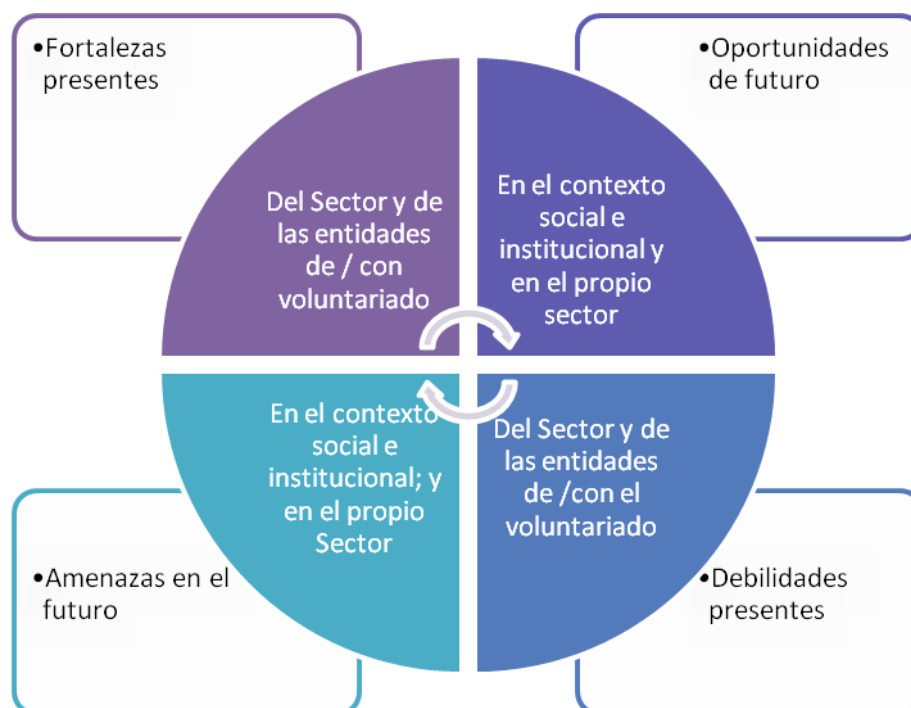 •Fortalezas
presentes
•Oportunidades
de futuro
Del Sector y de
las entidades
de / con
voluntariado
En el contexto
social e
institucional y
en el propio
sector
En el contexto
social e
institucional; y
en el propio
Sector
Del Sector y de
las entidades
de /con el
voluntariado
•Amenazas en el
futuro
•Debilidades
presentes